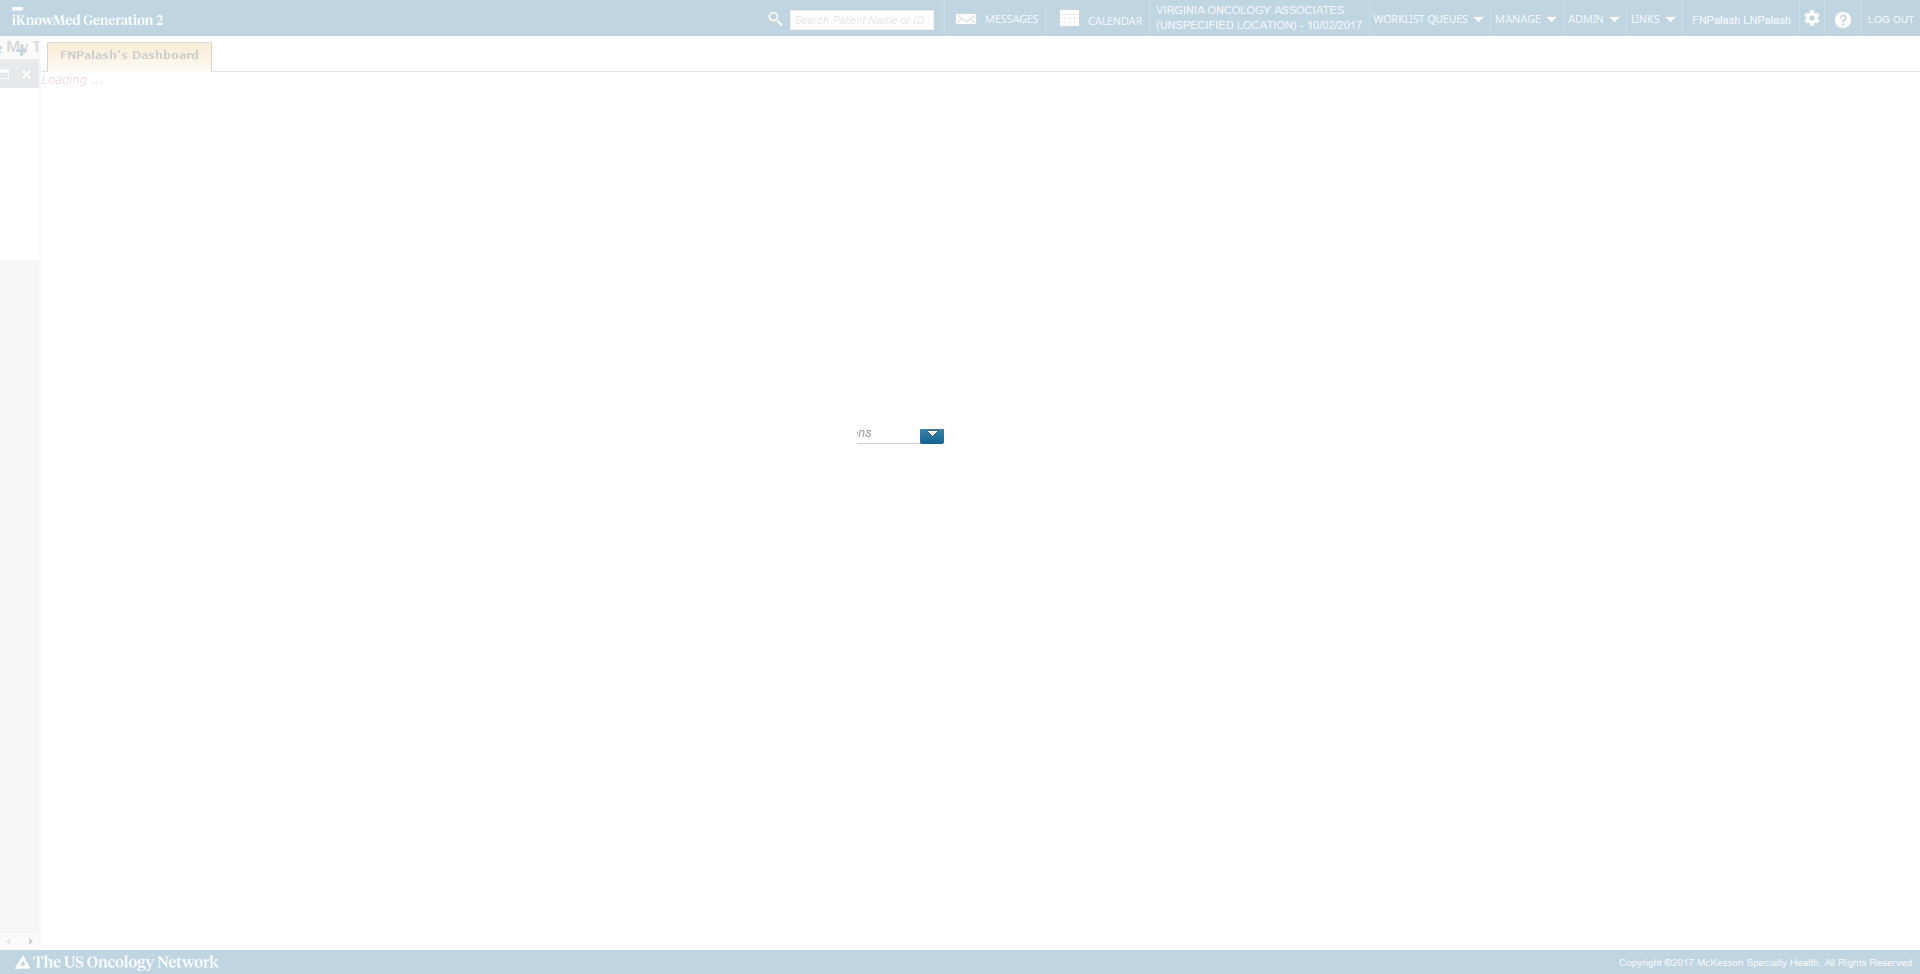 iKnowMed Generation 2
Search Patient Name or ID
MESSAGES
CALENDAR
VIRGINIA ONCOLOGY ASSOCIATES
(UNSPECIFIED LOCATION) - 10/02/2017
WORKLIST QUEUES
MANAGE
ADMIN
LINKS
FNPalash LNPalash
LOG OUT
My T
FNPalash's Dashboard
Loading ...
ns
The US Oncology Network
Copyright ©2017 McKesson Specialty Health. All Rights Reserved